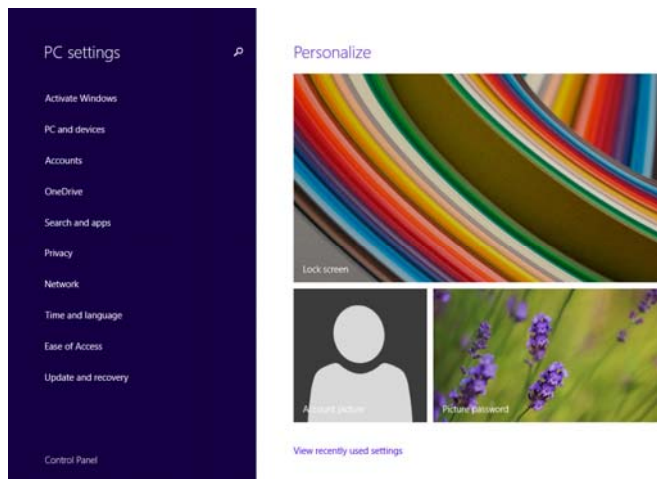 PC settings
Activate Windows
PC and devices
Accounts
OneDrive
Search and apps
Privacy
Network
Time and language
Ease of Access
Update and recovery
Control Panel
Personalize
Lock screen
Account picture
Picture password
View recently used settings